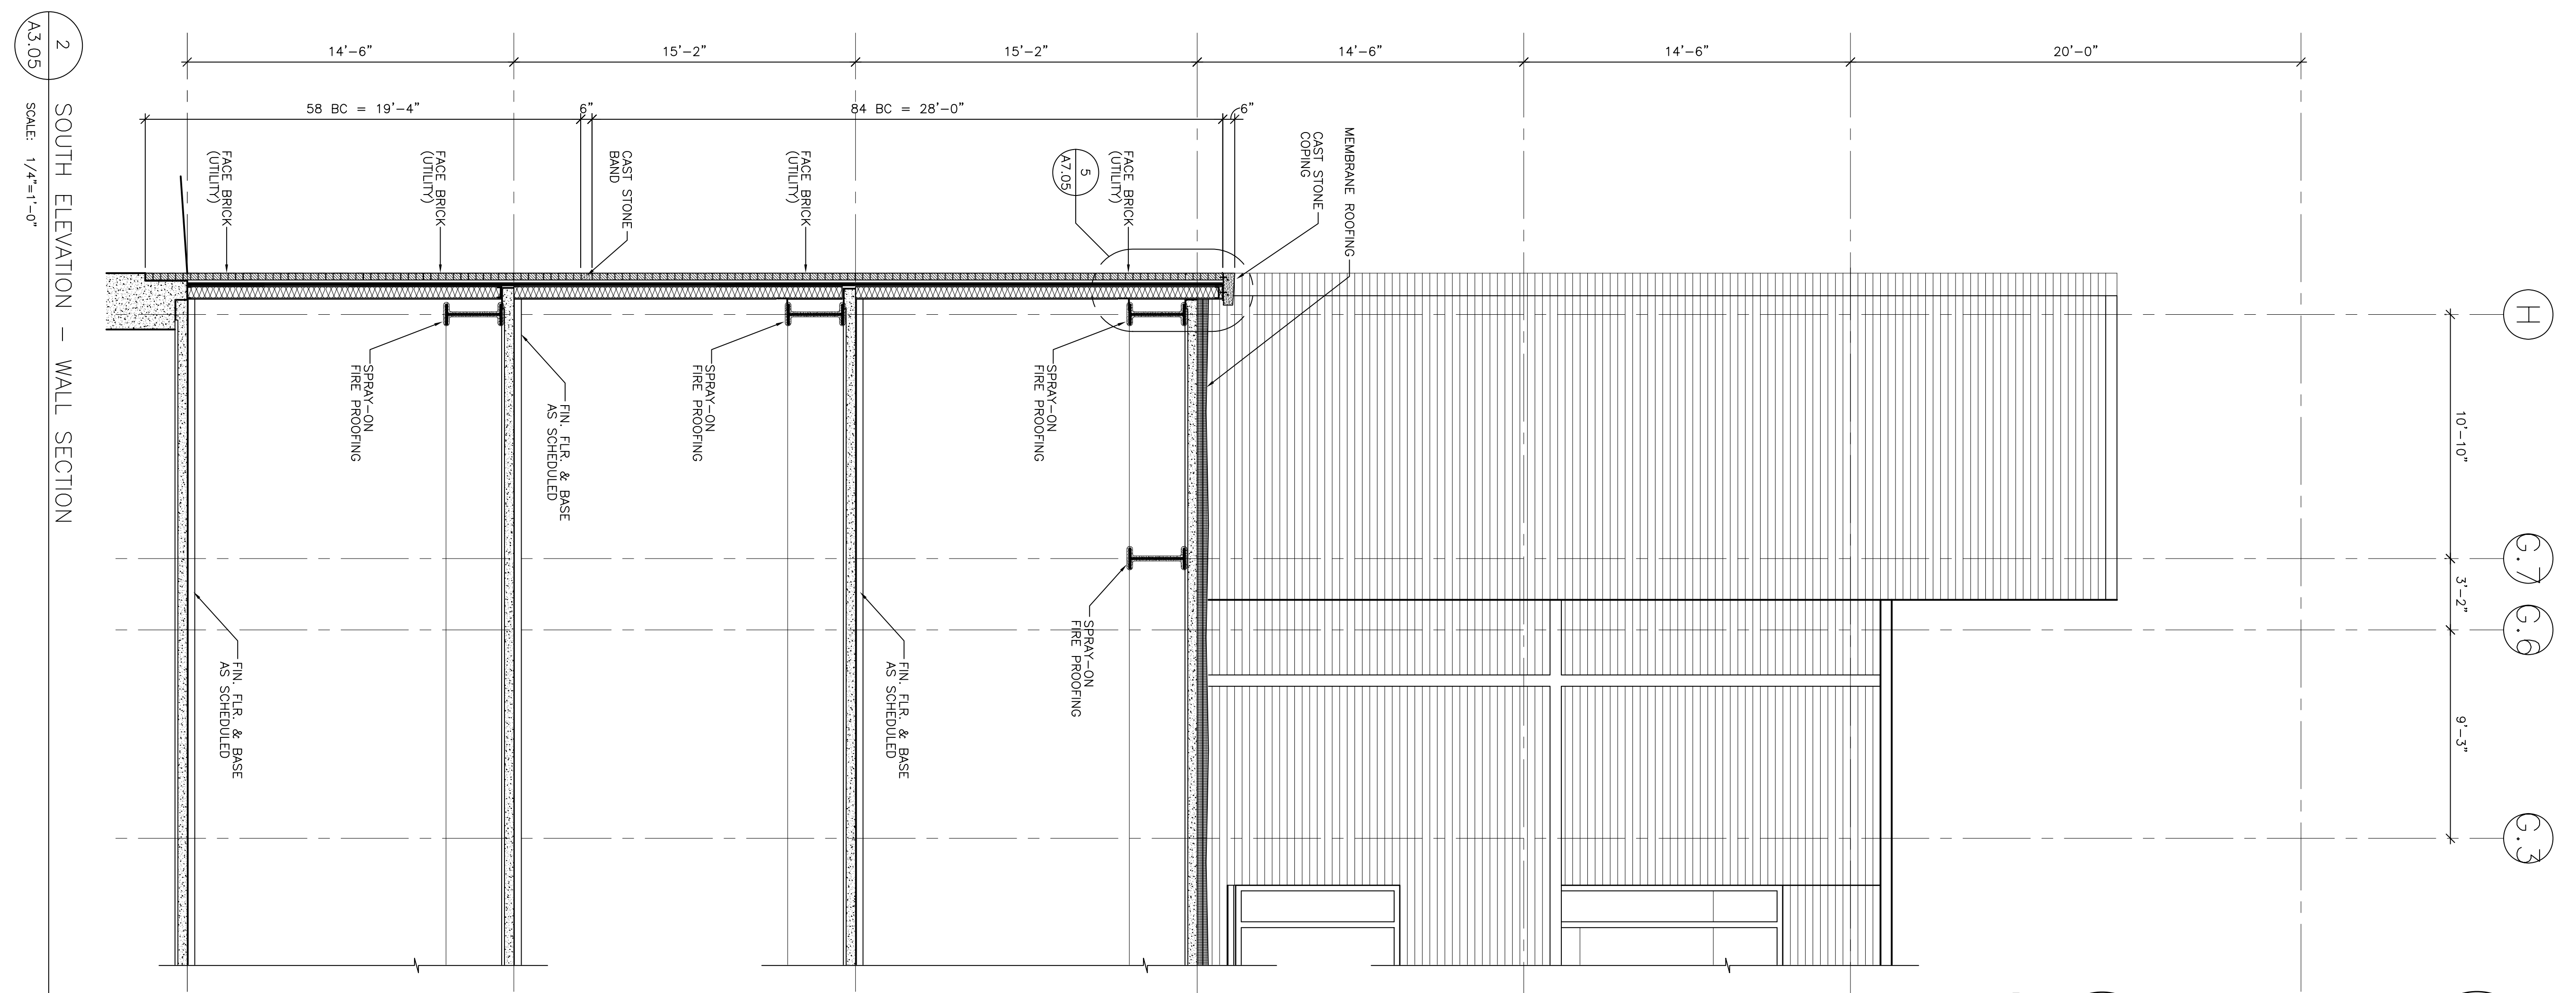 14'-6"
15'-2"
15'-2"
14'-6"
14'-6"
20'-0"
58 BC = 19'-4"
6"
84 BC = 28'-0"
6"
FACE BRICK
(UTILITY)
FACE BRICK
(UTILITY)
CAST STONE
BAND
FACE BRICK
(UTILITY)
5
A7.05
FACE BRICK
(UTILITY)
CAST STONE
COPING
MEMBRANE ROOFING
SPRAY-ON
FIRE PROOFING
FIN. FLR. & BASE
AS SCHEDULED
SPRAY-ON
FIRE PROOFING
SPRAY-ON
FIRE PROOFING
SPRAY-ON
FIRE PROOFING
FIN. FLR. & BASE
AS SCHEDULED
FIN. FLR. & BASE
AS SCHEDULED
H
10'-10"
G.7
3'-2"
G.6
9'-3"
G.3
2
A3.05
SOUTH ELEVATION - WALL SECTION
SCALE: 1/4"=1'-0"